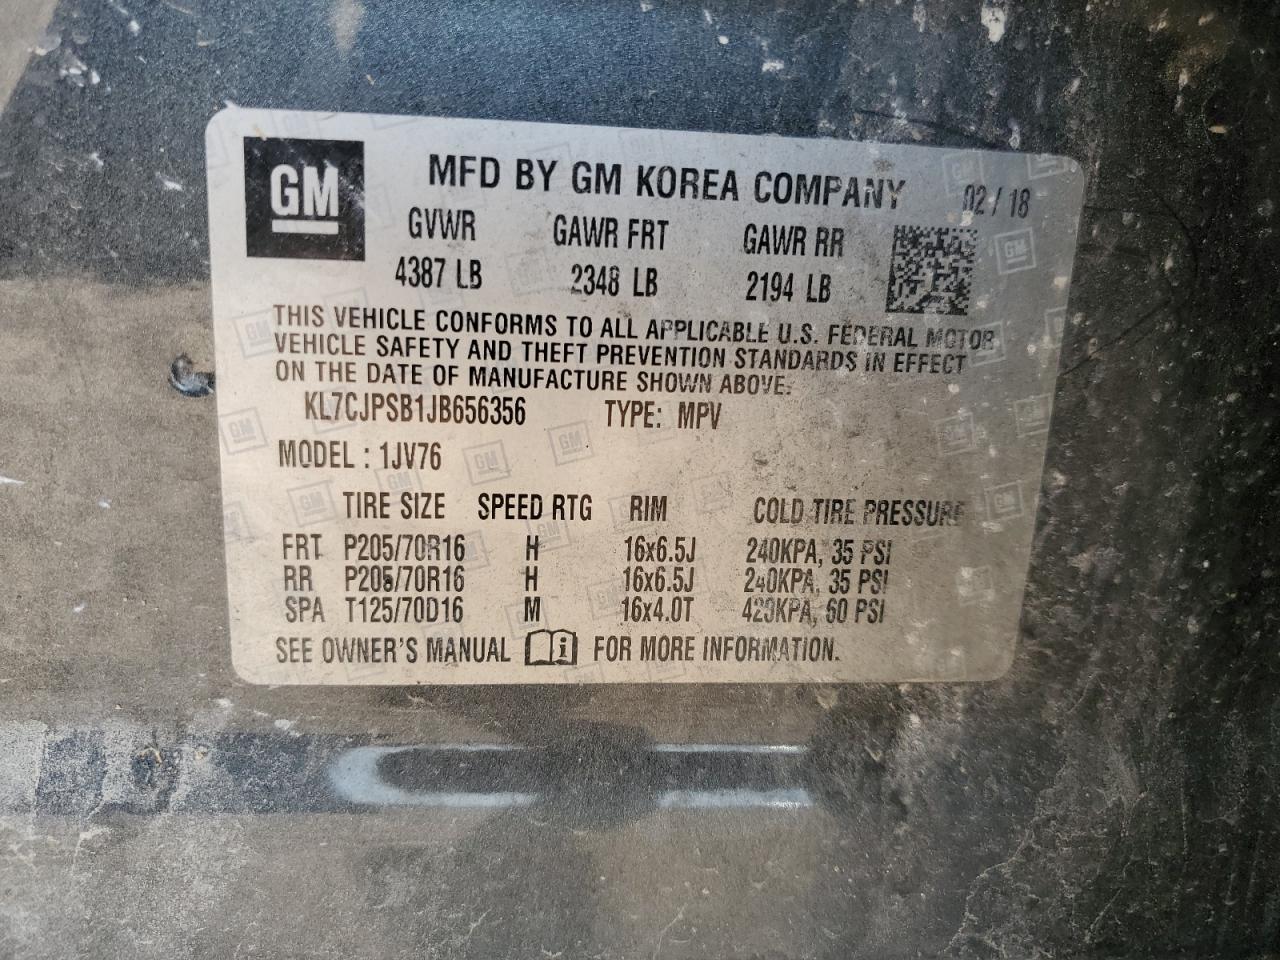 GM
MFD BY GM KOREA COMPANY 02 / 18
GVWR GAWR FRT GAWR RR
4387 LB 2348 LB 2194 LB
THIS VEHICLE CONFORMS TO ALL APPLICABLE U.S. FEDERAL MOTOR
VEHICLE SAFETY AND THEFT PREVENTION STANDARDS IN EFFECT
ON THE DATE OF MANUFACTURE SHOWN ABOVE.
KL7CJPSB1JB656356 TYPE: MPV
MODEL : 1JV76
TIRE SIZE SPEED RTG RIM COLD TIRE PRESSURE
FRT P205/70R16 H 16x6.5J 240KPA, 35 PSI
RR P205/70R16 H 16x6.5J 240KPA, 35 PSI
SPA T125/70D16 M 16x4.0T 420KPA, 60 PSI
SEE OWNER'S MANUAL i FOR MORE INFORMATION.